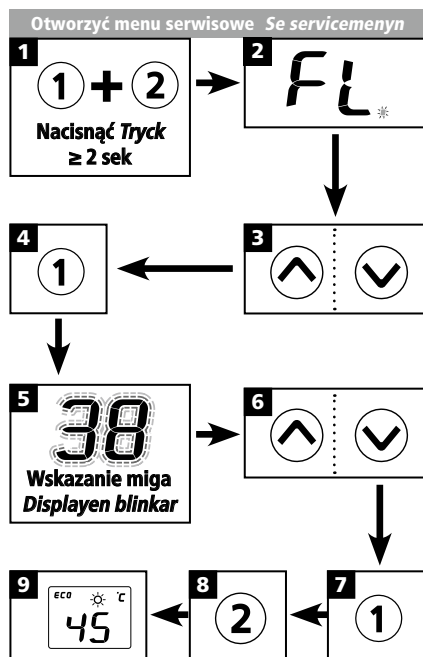 Otworzyć menu serwisowe Se servicemenyn
1
1 + 2
Nacisnąć Tryck
≥ 2 sek
2
FL
3
4
1
5
38
Wskazanie miga
Displayen blinkar
6
7
1
8
2
9
ECO °C
45